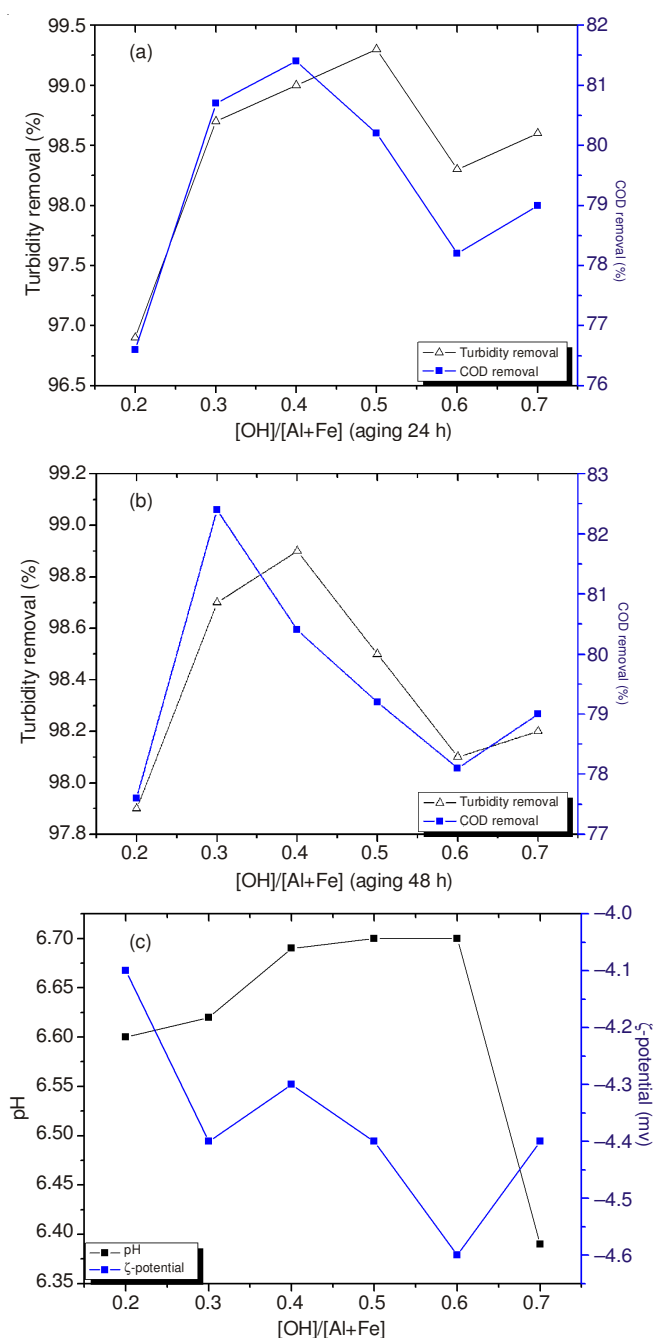 (a)
99.5
99.0
98.5
98.0
97.5
97.0
96.5
Turbidity removal (%)
82
81
80
79
78
77
76
COD removal (%)
Turbidity removal
COD removal
0.2 0.3 0.4 0.5 0.6 0.7
[OH]/[Al+Fe] (aging 24 h)
(b)
99.2
99.0
98.8
98.6
98.4
98.2
98.0
97.8
Turbidity removal (%)
83
82
81
80
79
78
77
COD removal (%)
Turbidity removal
COD removal
0.2 0.3 0.4 0.5 0.6 0.7
[OH]/[Al+Fe] (aging 48 h)
(c)
6.70
6.65
6.60
6.55
6.50
6.45
6.40
6.35
pH
–4.0
–4.1
–4.2
–4.3
–4.4
–4.5
–4.6
ζ-potential (mv)
pH
ζ-potential
0.2 0.3 0.4 0.5 0.6 0.7
[OH]/[Al+Fe]